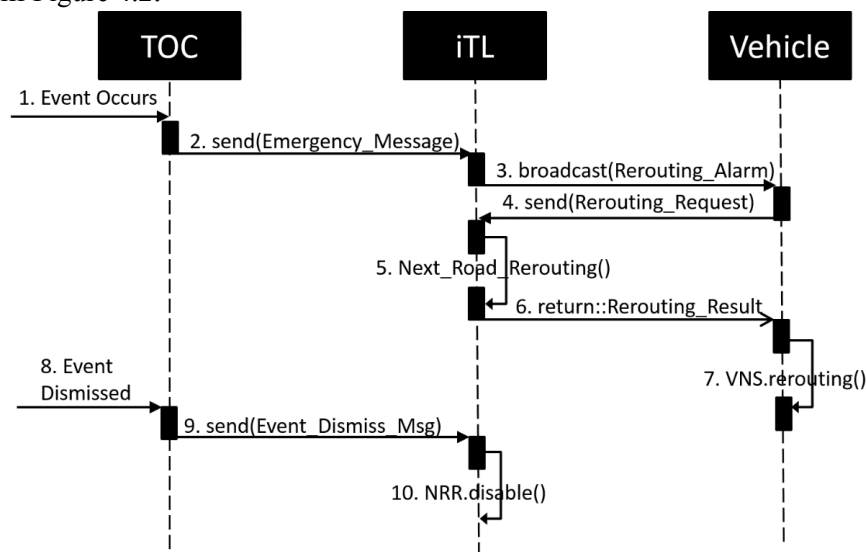 in Figure 4.2.
TOC
iTL
Vehicle
1. Event Occurs
2. send(Emergency_Message)
3. broadcast(Rerouting_Alarm)
4. send(Rerouting_Request)
5. Next_Road_Rerouting()
6. return::Rerouting_Result
7. VNS.rerouting()
8. Event
Dismissed
9. send(Event_Dismiss_Msg)
10. NRR.disable()